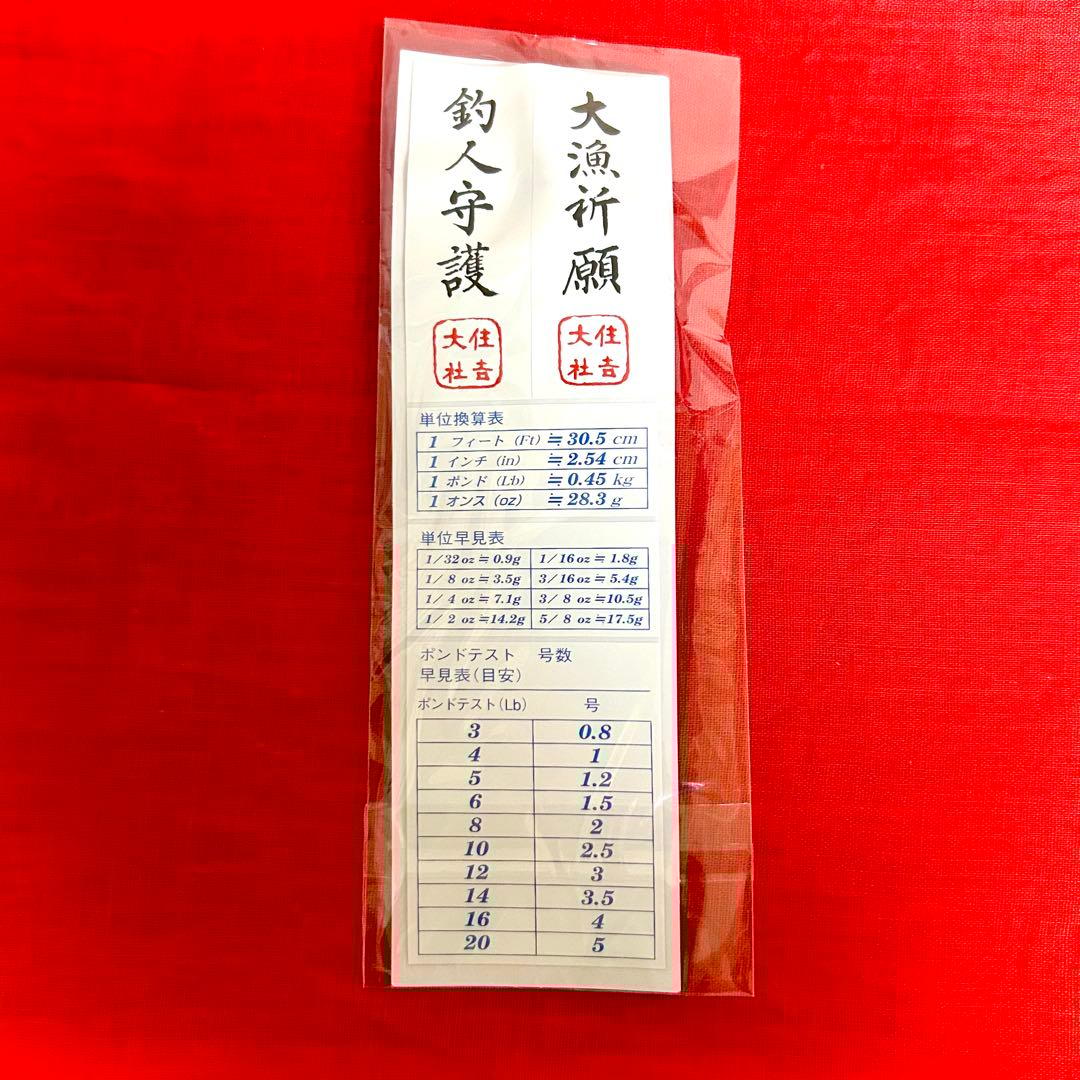 大漁祈願
住吉大社
釣人守護
住吉大社
単位換算表
1 フィート (Ft) ≒ 30.5 cm
1 インチ (in) ≒ 2.54 cm
1 ポンド (Lb) ≒ 0.45 kg
1 オンス (oz) ≒ 28.3 g
単位早見表
1/32 oz ≒ 0.9g 1/16 oz ≒ 1.8g
1/8 oz ≒ 3.5g 3/16 oz ≒ 5.4g
1/4 oz ≒ 7.1g 3/8 oz ≒ 10.5g
1/2 oz ≒ 14.2g 5/8 oz ≒ 17.5g
ポンドテスト 号数
早見表(目安)
ポンドテスト(Lb) 号
3 0.8
4 1
5 1.2
6 1.5
8 2
10 2.5
12 3
14 3.5
16 4
20 5